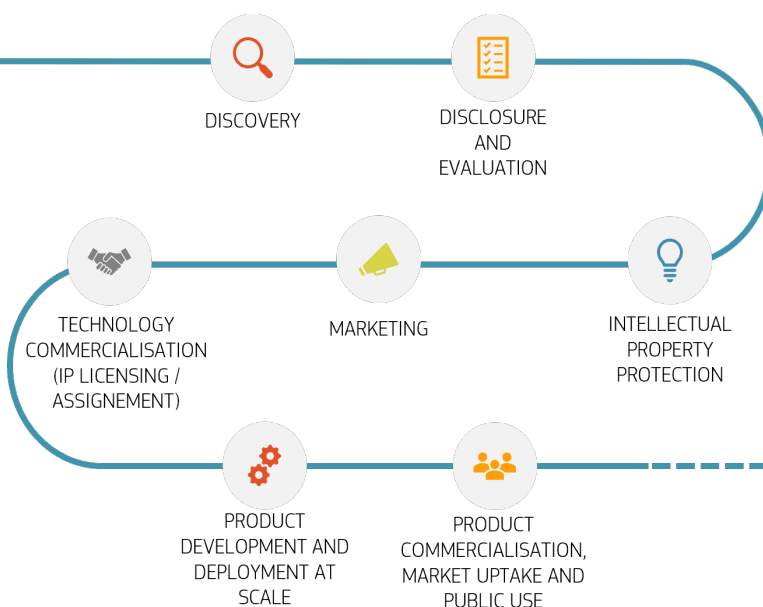 DISCOVERY
DISCLOSURE
AND
EVALUATION
TECHNOLOGY
COMMERCIALISATION
(IP LICENSING /
ASSIGNEMENT)
MARKETING
INTELLECTUAL
PROPERTY
PROTECTION
PRODUCT
DEVELOPMENT AND
DEPLOYMENT AT
SCALE
PRODUCT
COMMERCIALISATION,
MARKET UPTAKE AND
PUBLIC USE